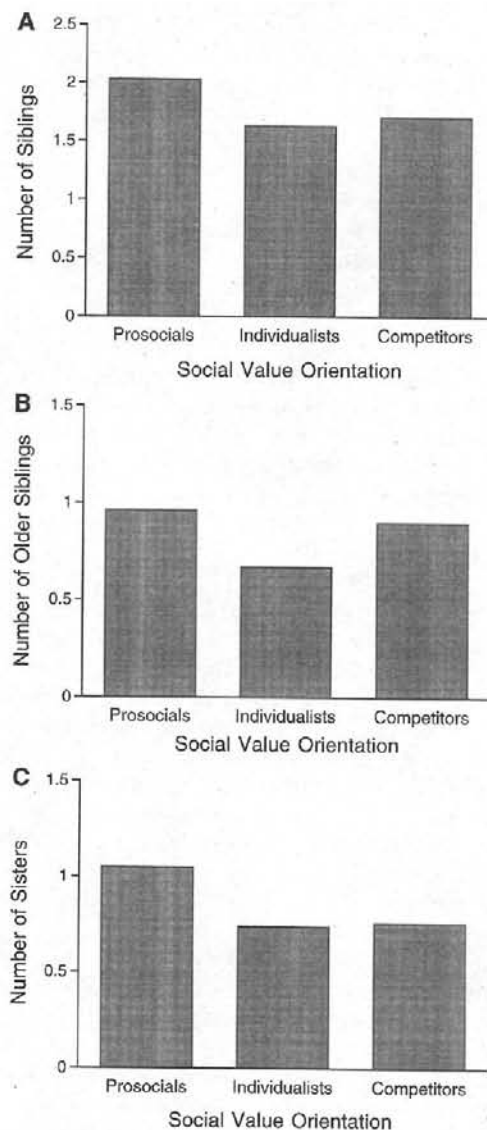 A
2.5
2
1.5
1
0.5
0
Number of Siblings
Prosocials Individualists Competitors
Social Value Orientation
B
1.5
1
0.5
0
Number of Older Siblings
Prosocials Individualists Competitors
Social Value Orientation
C
1.5
1
0.5
0
Number of Sisters
Prosocials Individualists Competitors
Social Value Orientation